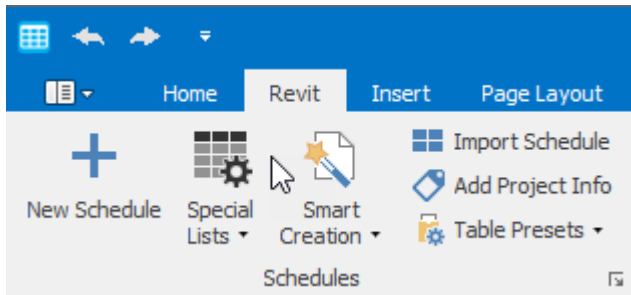 Home Revit Insert Page Layout
New Schedule
Special
Lists
Smart
Creation
Import Schedule
Add Project Info
Table Presets
Schedules